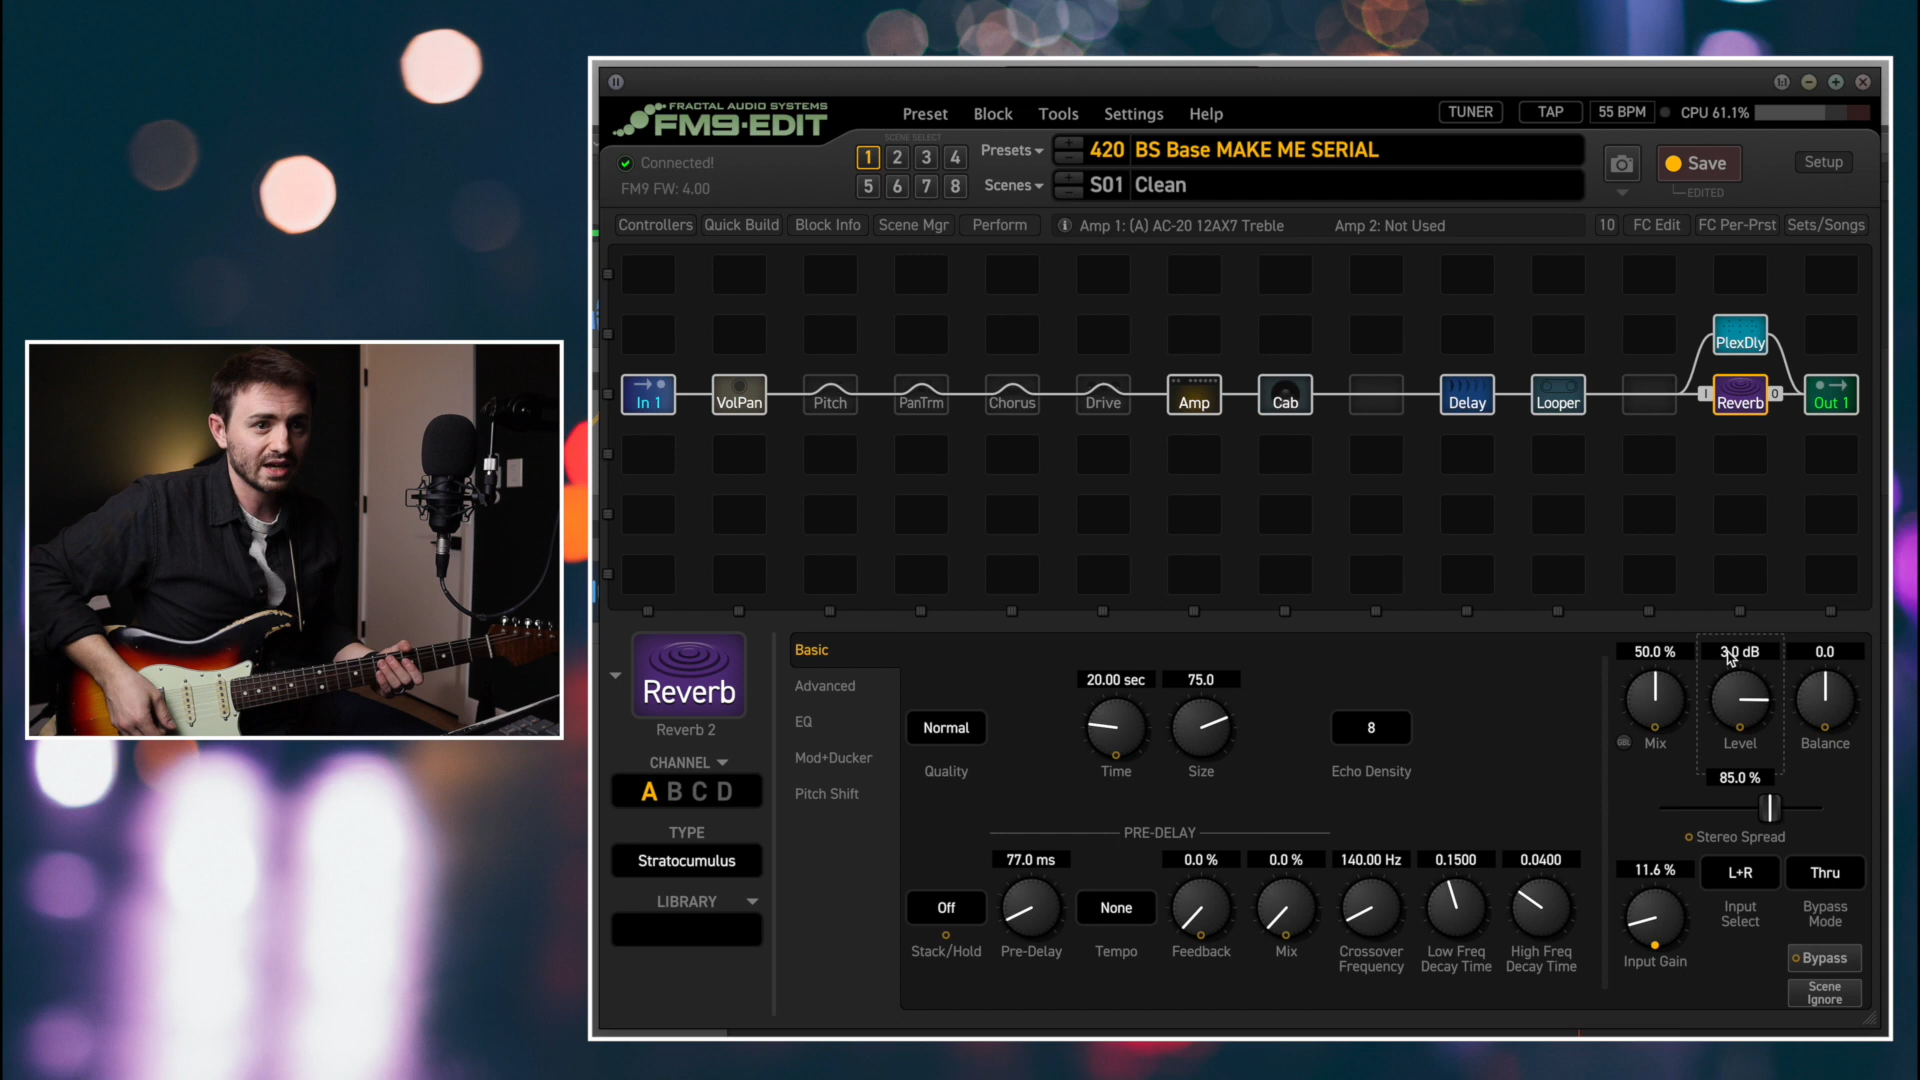 FRACTAL AUDIO SYSTEMS
FM9-EDIT
Preset Block Tools Settings Help
TUNER TAP 55 BPM CPU 61.1%
SCENE SELECT
Connected!
FM9 FW: 4.00
1 2 3 4
5 6 7 8
Presets 420 BS Base MAKE ME SERIAL
Scenes S01 Clean
Save
EDITED
Setup
Controllers Quick Build Block Info Scene Mgr Perform Amp 1: (A) AC-20 12AX7 Treble Amp 2: Not Used 10 FC Edit FC Per-Prst Sets/Songs
PlexDly
In 1 VolPan Pitch PanTrm Chorus Drive Amp Cab Delay Looper I Reverb O Out 1
Reverb
Reverb 2
CHANNEL
A B C D
TYPE
Stratocumulus
LIBRARY
Basic
Advanced
EQ
Mod+Ducker
Pitch Shift
20.00 sec 75.0
Normal 8
Quality Time Size Echo Density
PRE-DELAY
77.0 ms 0.0 % 0.0 % 140.00 Hz 0.1500 0.0400
Off None
Stack/Hold Pre-Delay Tempo Feedback Mix Crossover Frequency Low Freq Decay Time High Freq Decay Time
50.0 % 3.0 dB 0.0
GBL Mix Level Balance
85.0 %
Stereo Spread
11.6 % L+R Thru
Input Gain Input Select Bypass Mode
Bypass
Scene Ignore